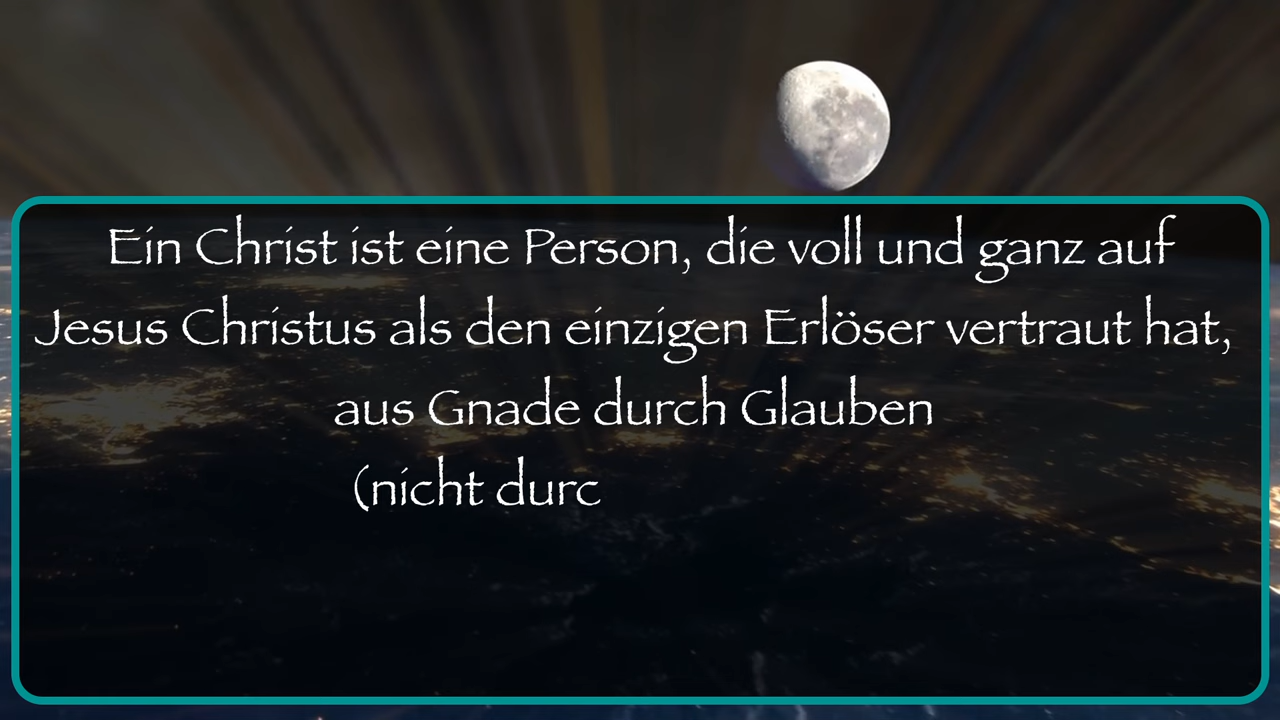 Ein Christ ist eine Person, die voll und ganz auf
Jesus Christus als den einzigen Erlöser vertraut hat,
aus Gnade durch Glauben
(nicht durc